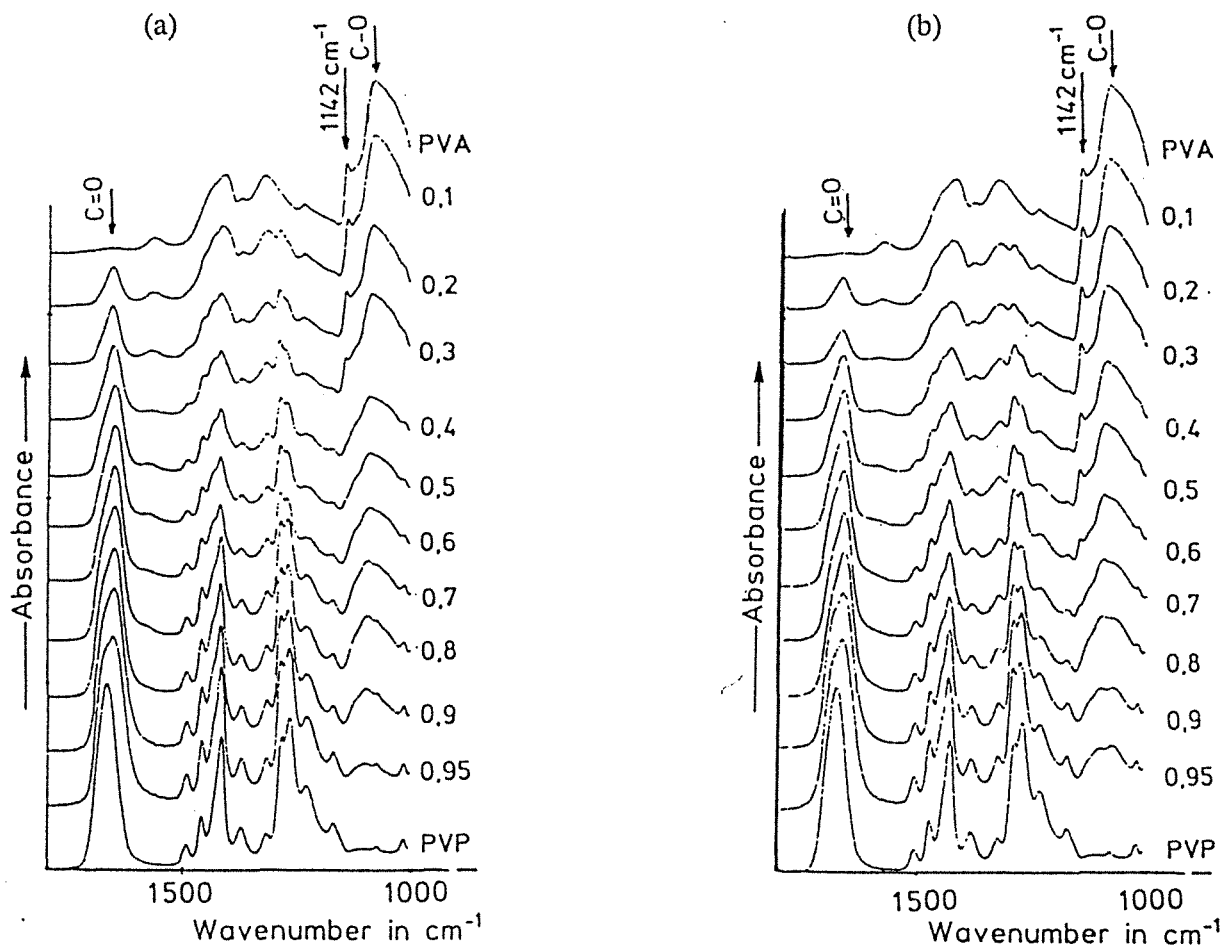 (a)
C=O
1142 cm⁻¹
C-O
PVA
0,1
0,2
0,3
0,4
0,5
0,6
0,7
0,8
0,9
0,95
PVP
Absorbance
1500
1000
Wavenumber in cm⁻¹
(b)
C=O
1142 cm⁻¹
C-O
PVA
0,1
0,2
0,3
0,4
0,5
0,6
0,7
0,8
0,9
0,95
PVP
Absorbance
1500
1000
Wavenumber in cm⁻¹